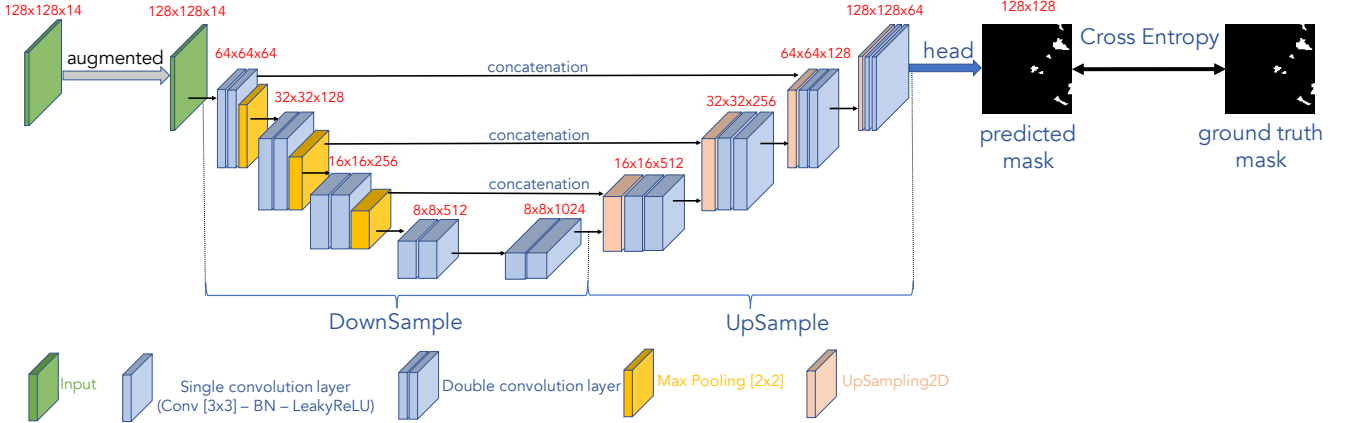 128x128x14
128x128x14
128x128x64
128x128
augmented
64x64x64
concatenation
64x64x128
head
Cross Entropy
32x32x128
32x32x256
concatenation
predicted
mask
ground truth
mask
16x16x256
16x16x512
concatenation
8x8x512
8x8x1024
DownSample
UpSample
Input
Single convolution layer
(Conv [3x3] – BN – LeakyReLU)
Double convolution layer
Max Pooling [2x2]
UpSampling2D